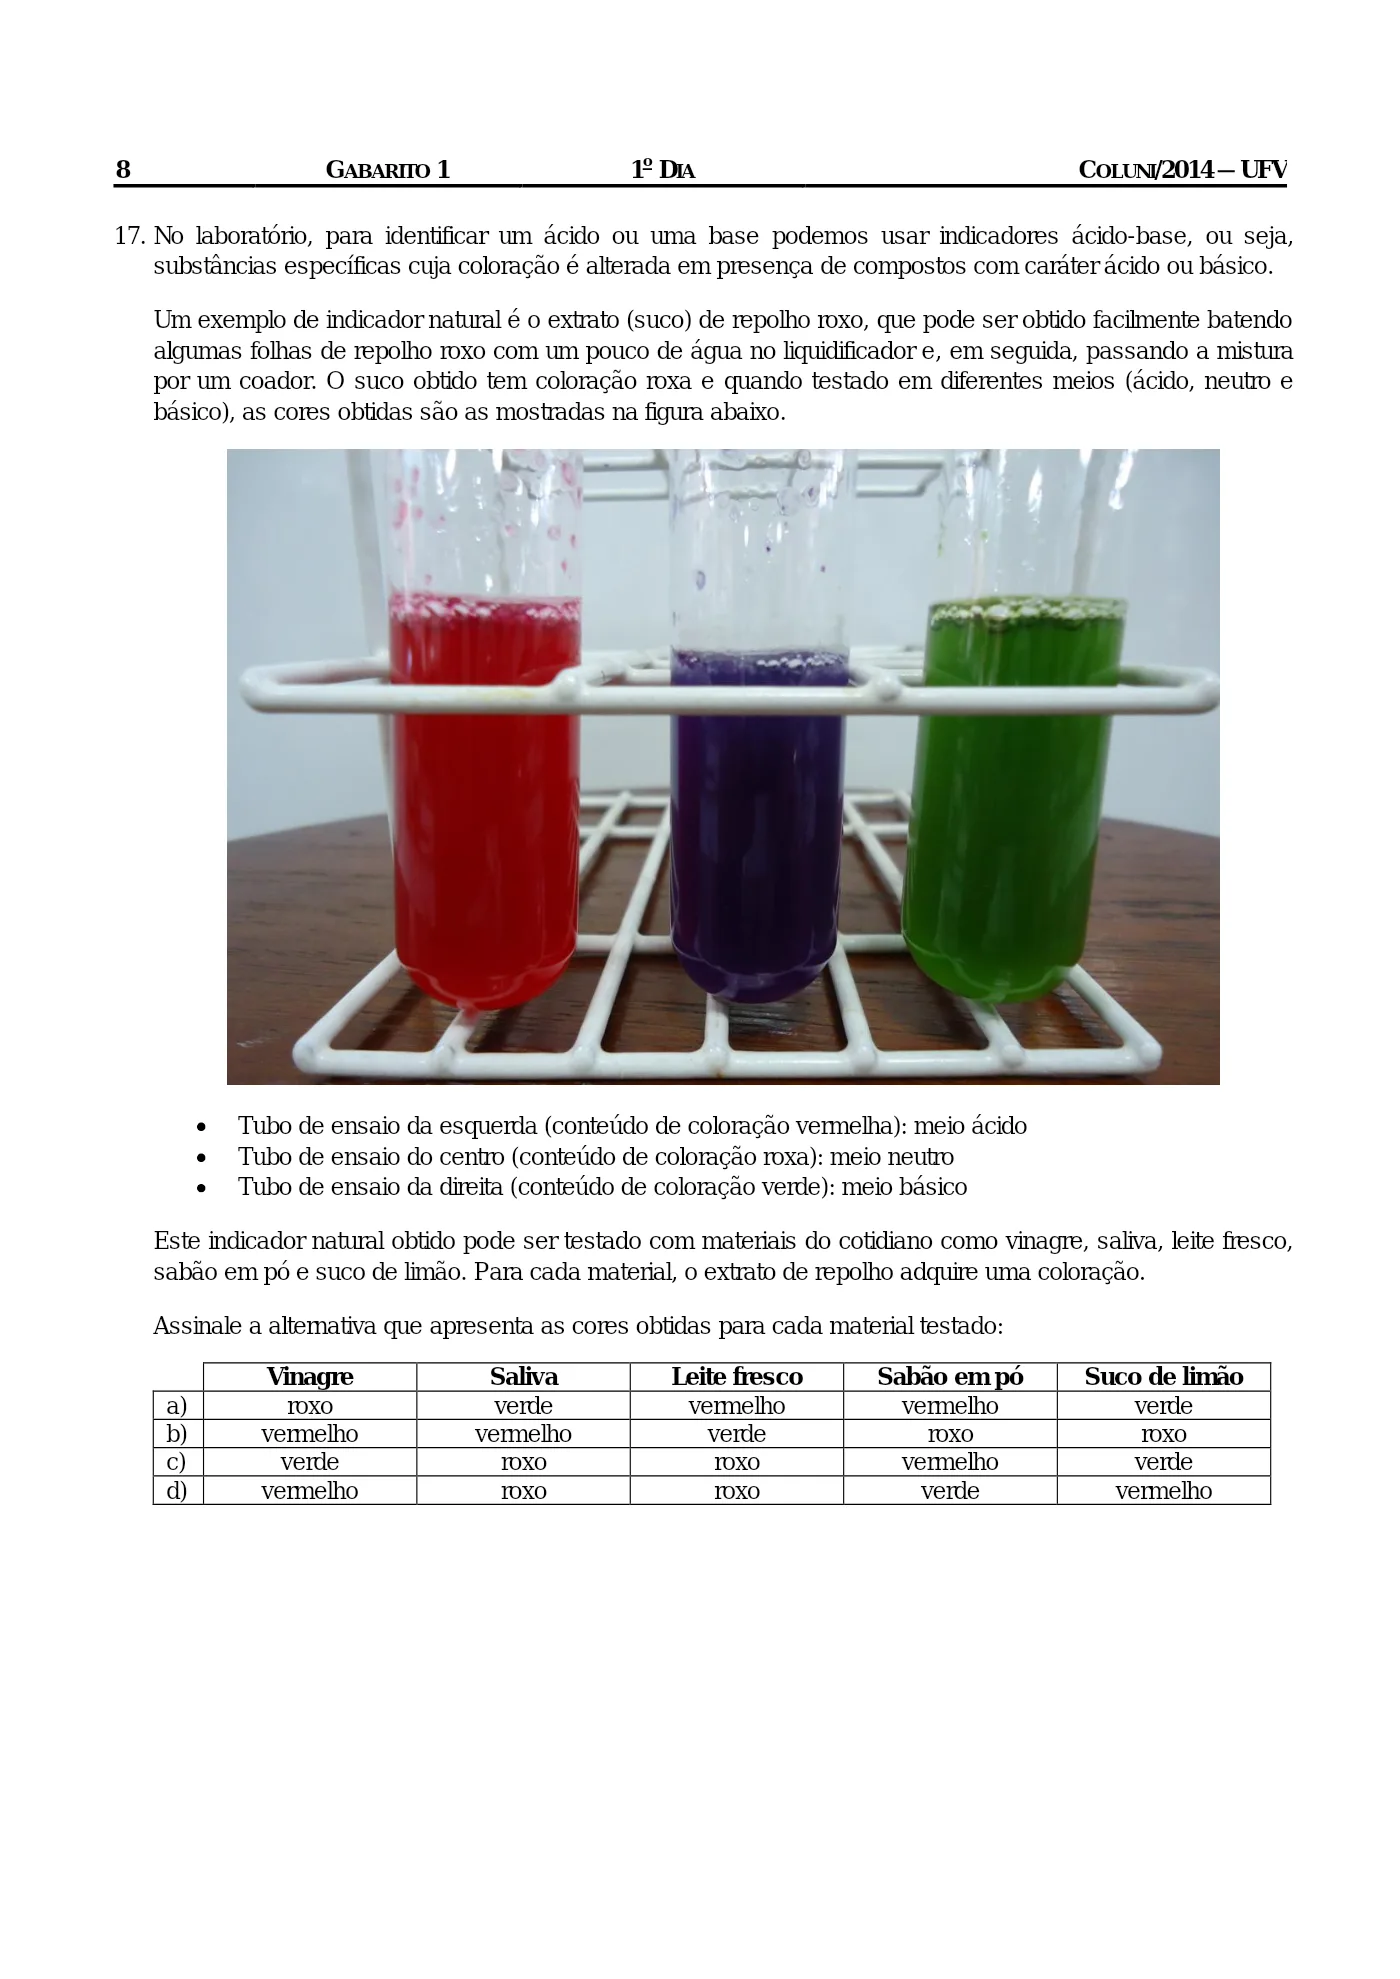 8 GABARITO 1 1º DIA COLUNI/2014 – UFV
17. No laboratório, para identificar um ácido ou uma base podemos usar indicadores ácido-base, ou seja,
substâncias específicas cuja coloração é alterada em presença de compostos com caráter ácido ou básico.
Um exemplo de indicador natural é o extrato (suco) de repolho roxo, que pode ser obtido facilmente batendo
algumas folhas de repolho roxo com um pouco de água no liquidificador e, em seguida, passando a mistura
por um coador. O suco obtido tem coloração roxa e quando testado em diferentes meios (ácido, neutro e
básico), as cores obtidas são as mostradas na figura abaixo.
• Tubo de ensaio da esquerda (conteúdo de coloração vermelha): meio ácido
• Tubo de ensaio do centro (conteúdo de coloração roxa): meio neutro
• Tubo de ensaio da direita (conteúdo de coloração verde): meio básico
Este indicador natural obtido pode ser testado com materiais do cotidiano como vinagre, saliva, leite fresco,
sabão em pó e suco de limão. Para cada material, o extrato de repolho adquire uma coloração.
Assinale a alternativa que apresenta as cores obtidas para cada material testado:
Vinagre Saliva Leite fresco Sabão em pó Suco de limão
a) roxo verde vermelho vermelho verde
b) vermelho vermelho verde roxo roxo
c) verde roxo roxo vermelho verde
d) vermelho roxo roxo verde vermelho